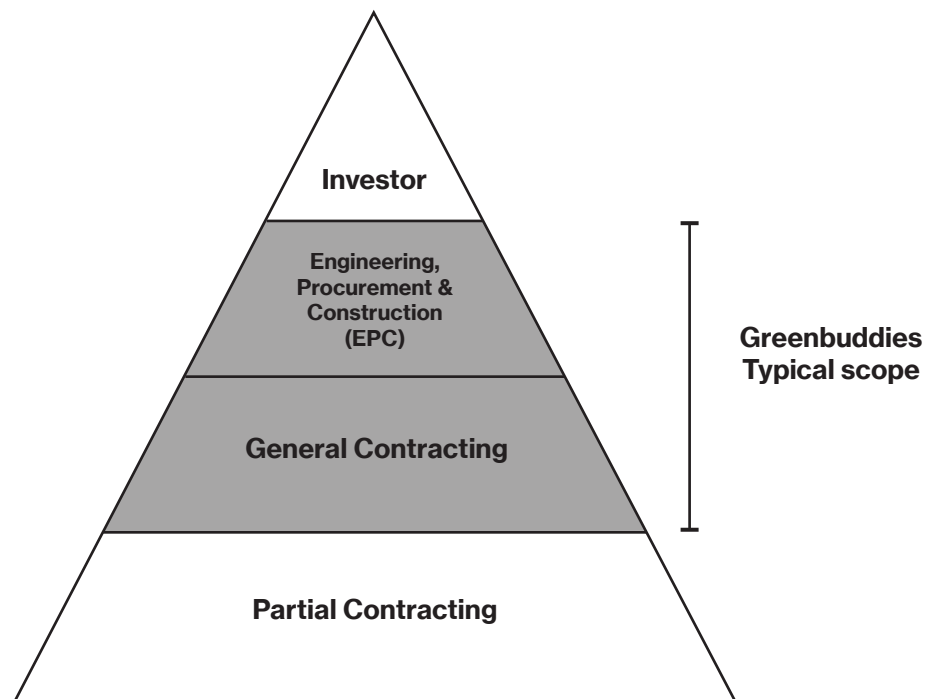 Investor
Engineering,
Procurement &
Construction
(EPC)
Greenbuddies
Typical scope
General Contracting
Partial Contracting